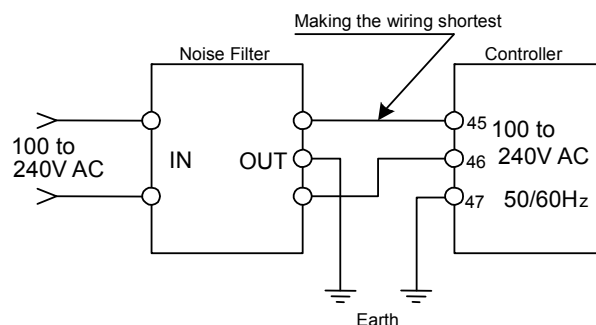 Making the wiring shortest
Noise Filter
Controller
100 to
240V AC
IN
OUT
45
46
47
100 to
240V AC
50/60Hz
Earth